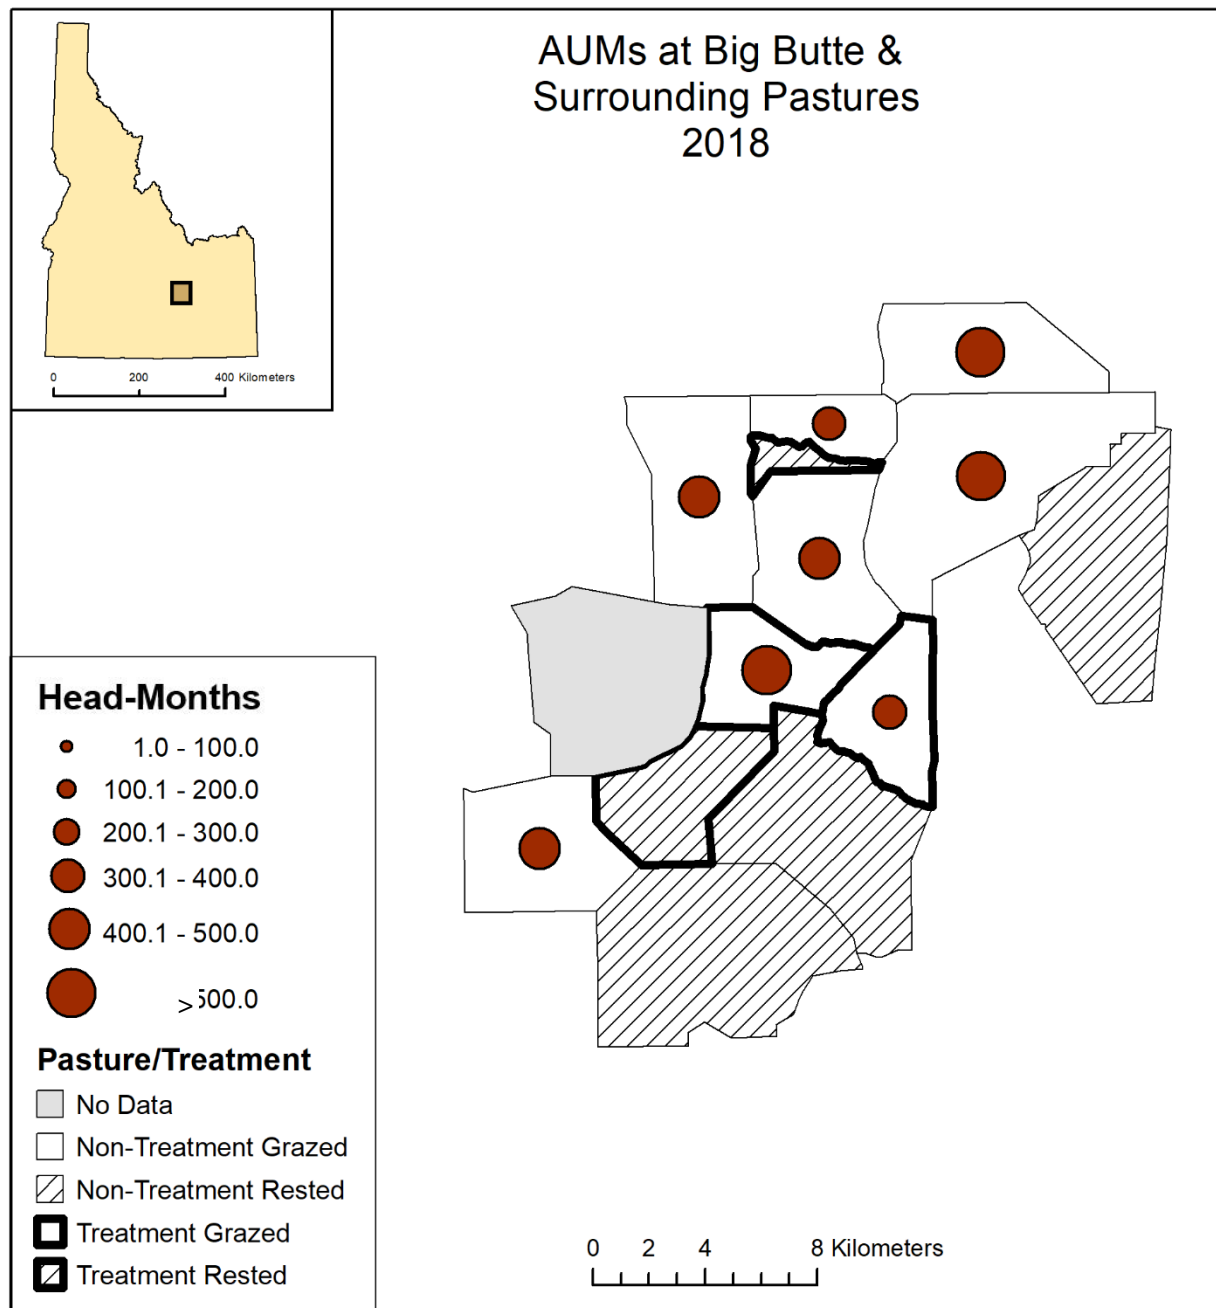 AUMs at Big Butte &
Surrounding Pastures
2018
0 200 400 Kilometers
Head-Months
1.0 - 100.0
100.1 - 200.0
200.1 - 300.0
300.1 - 400.0
400.1 - 500.0
>500.0
Pasture/Treatment
No Data
Non-Treatment Grazed
Non-Treatment Rested
Treatment Grazed
Treatment Rested
0 2 4 8 Kilometers